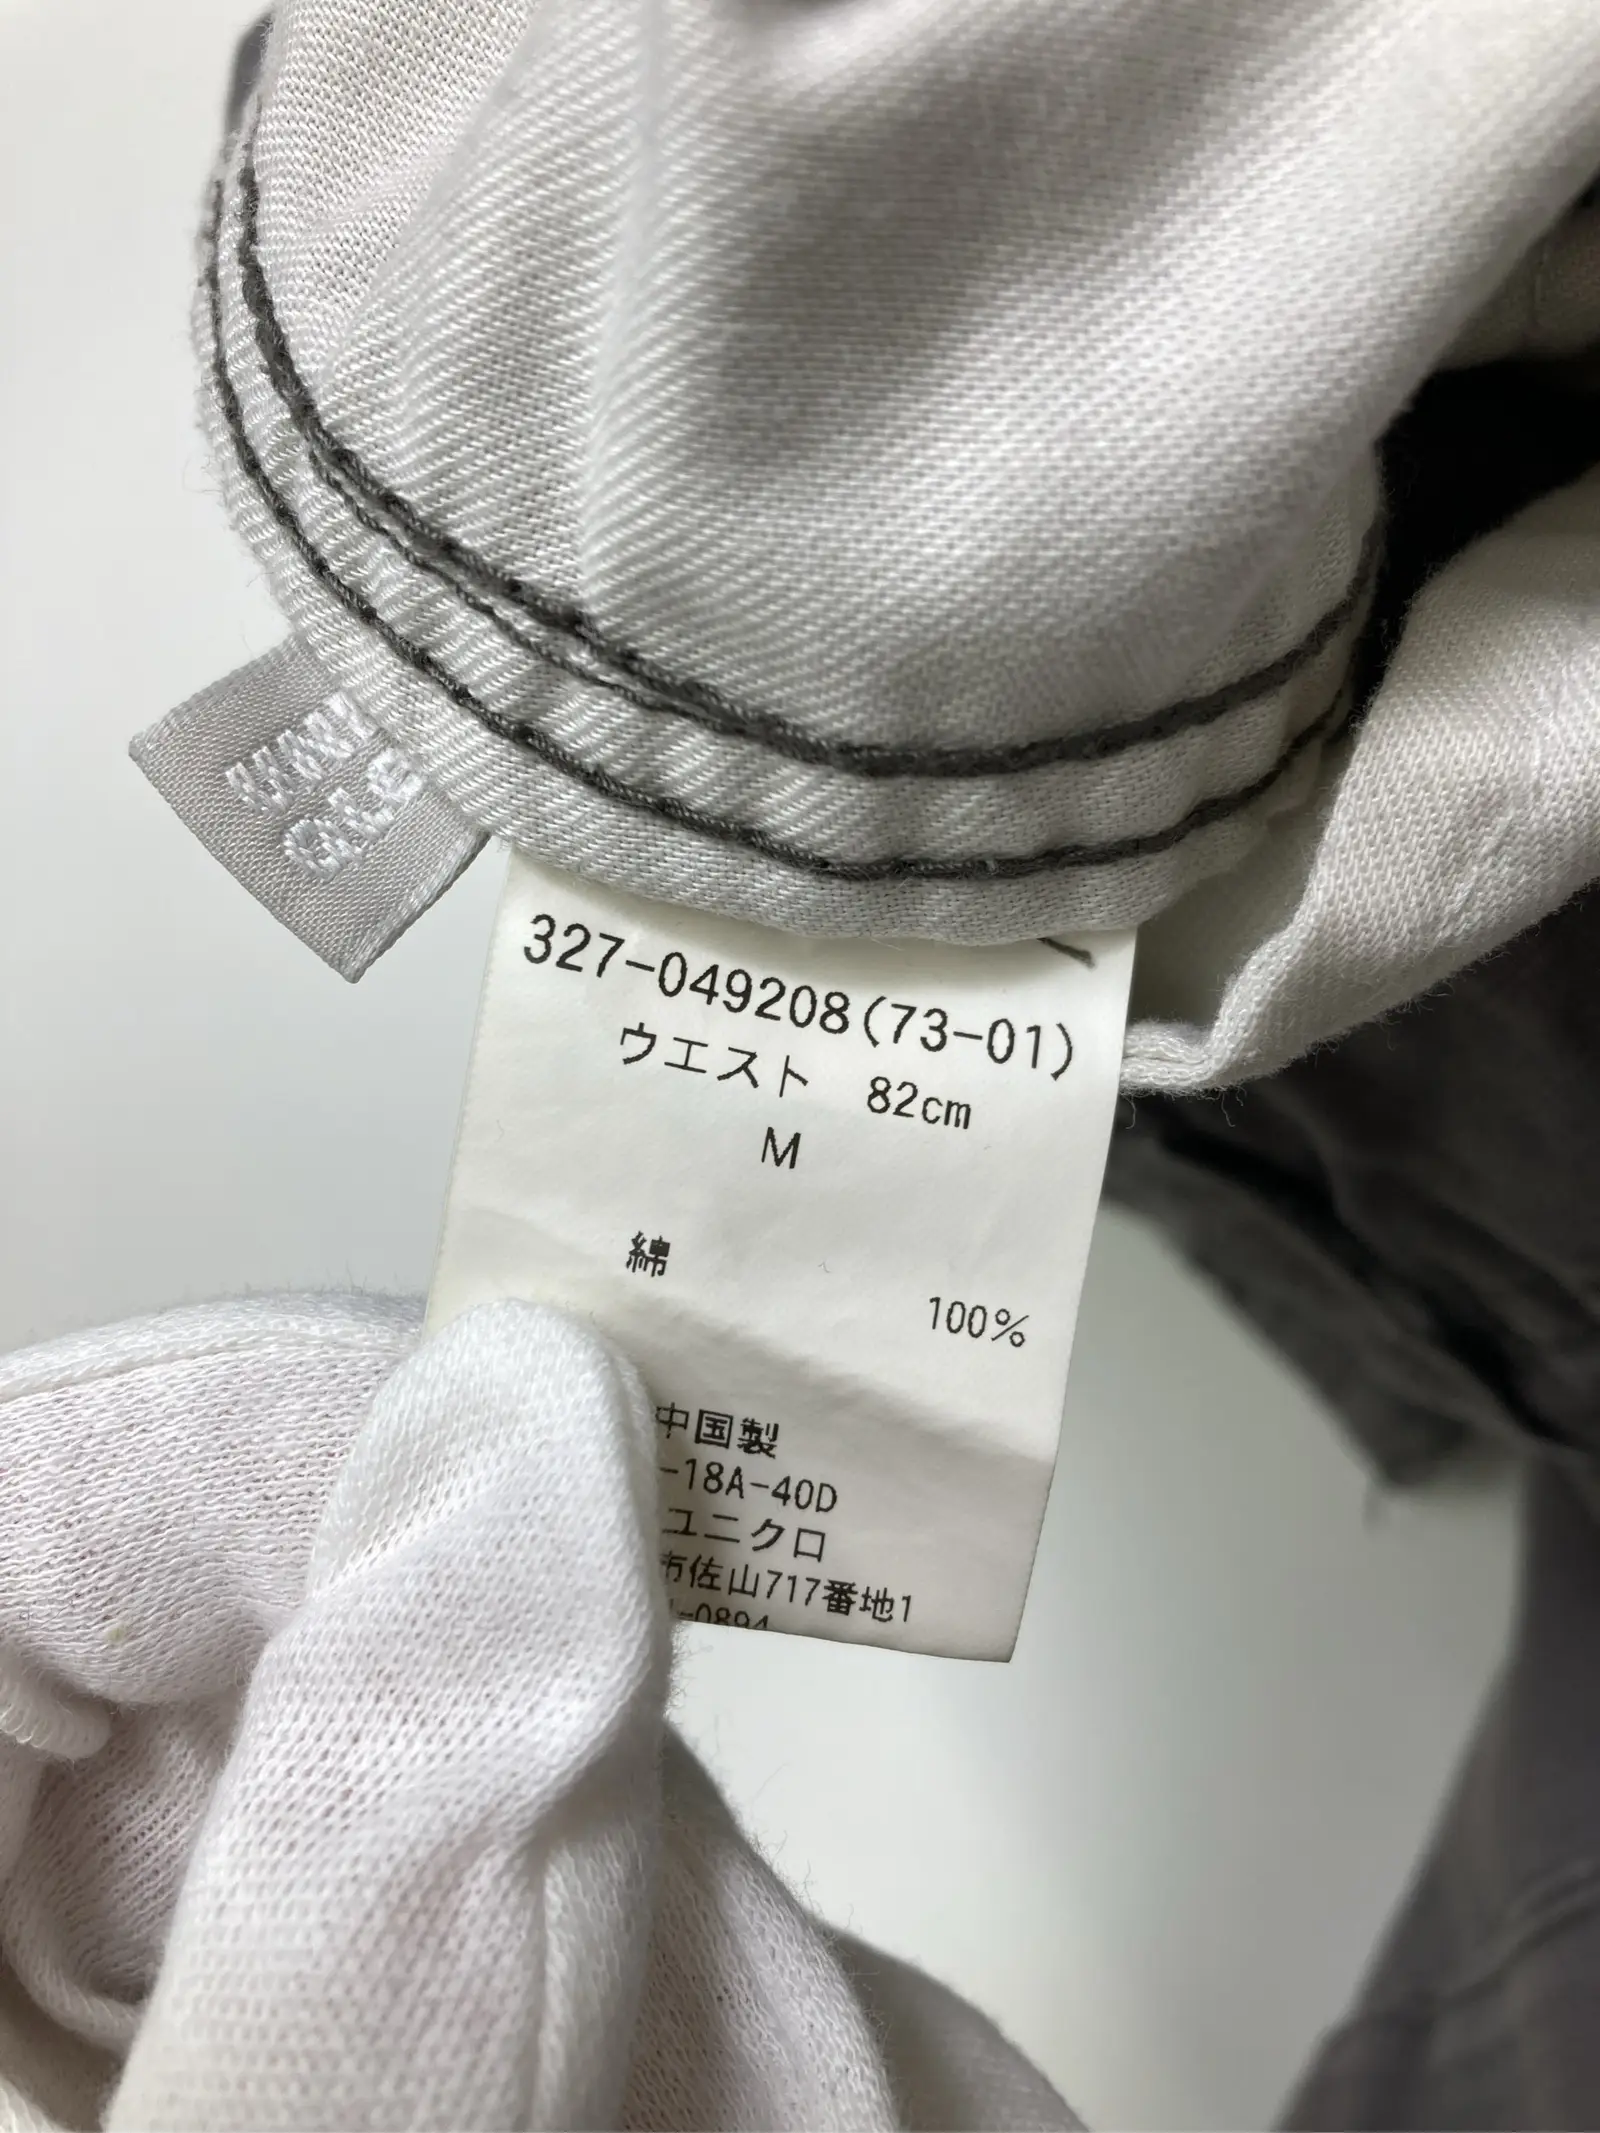 327-049208(73-01)
ウエスト 82cm
M
綿
100%
中国製
-18A-40D
ユニクロ
市佐山717番地1
-0894